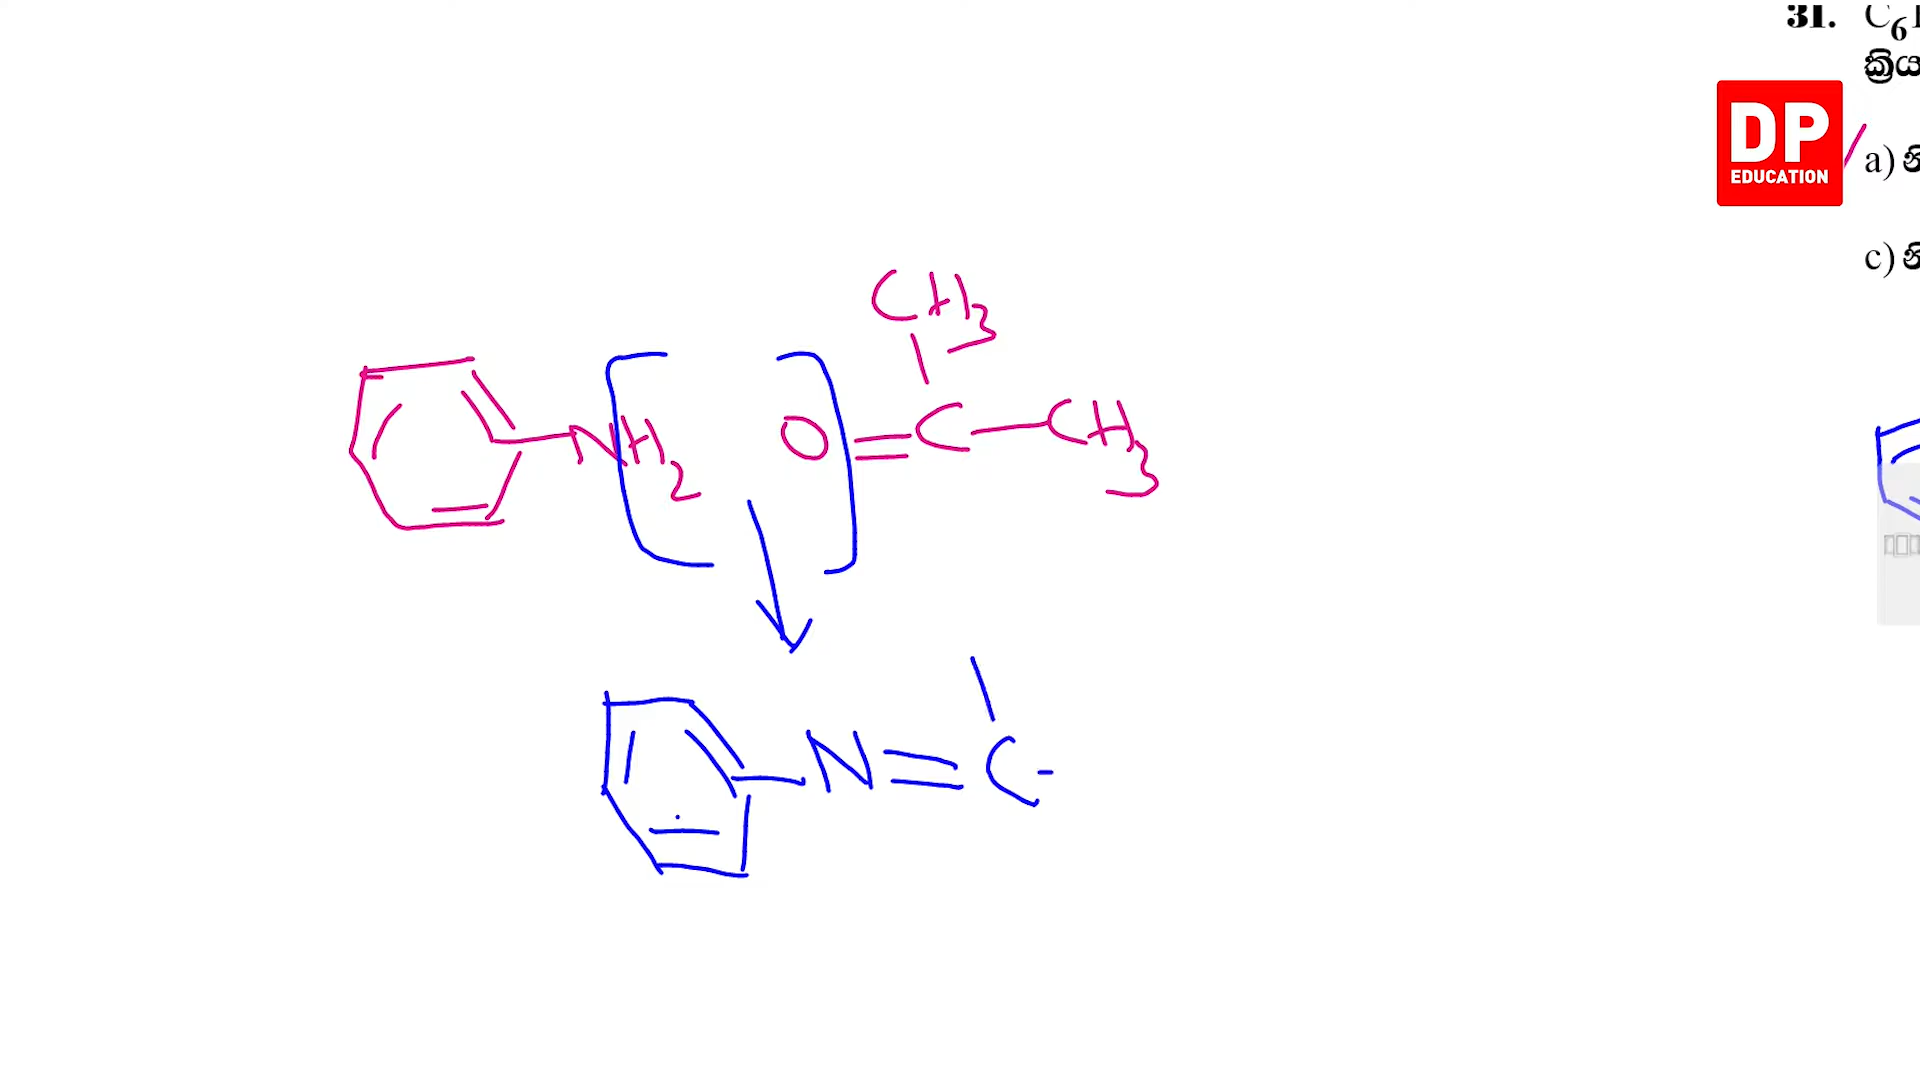 31. C6
ක්‍රිය
DP
EDUCATION
a) නි
c) නි
CH3
NH2 O = C — CH3
N = C -